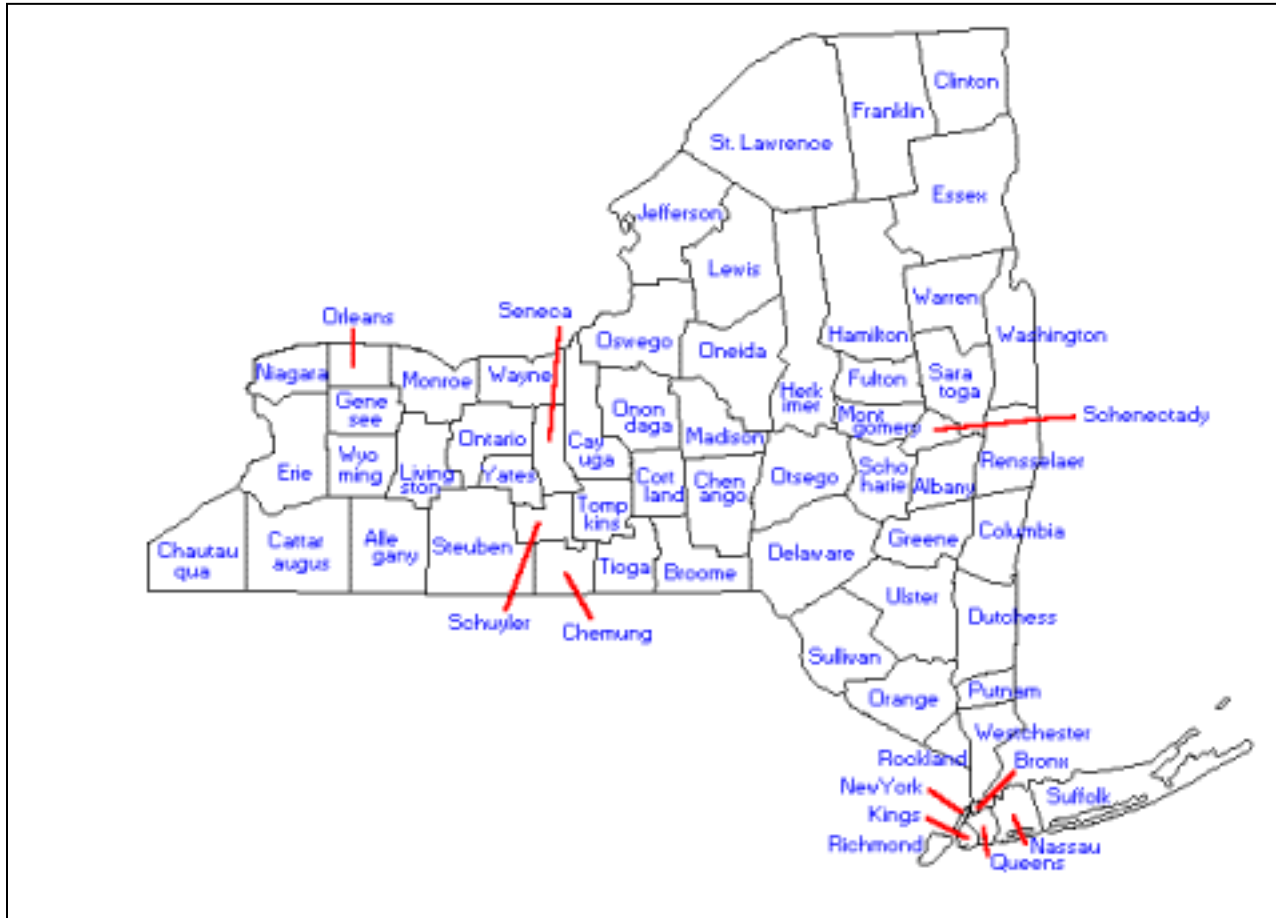 Clinton
Franklin
St. Lawrence
Essex
Jefferson
Lewis
Warren
Seneca
Orleans
Washington
Hamilton
Oswego
Oneida
Niagara
Monroe
Wayne
Fulton
Sara
toga
Herk
imer
Gene
see
Onon
daga
Mont
gomery
Schenectady
Madison
Ontario
Cay
uga
Wyo
ming
Erie
Living
ston
Yates
Cort
land
Chen
ango
Otsego
Scho
harie
Albany
Rensselaer
Tomp
kins
Columbia
Chautau
qua
Cattar
augus
Alle
gany
Steuben
Delaware
Greene
Tioga
Broome
Ulster
Schuyler
Chemung
Dutchess
Sullivan
Orange
Putnam
Westchester
Rockland
Bronx
NewYork
Suffolk
Kings
Richmond
Nassau
Queens